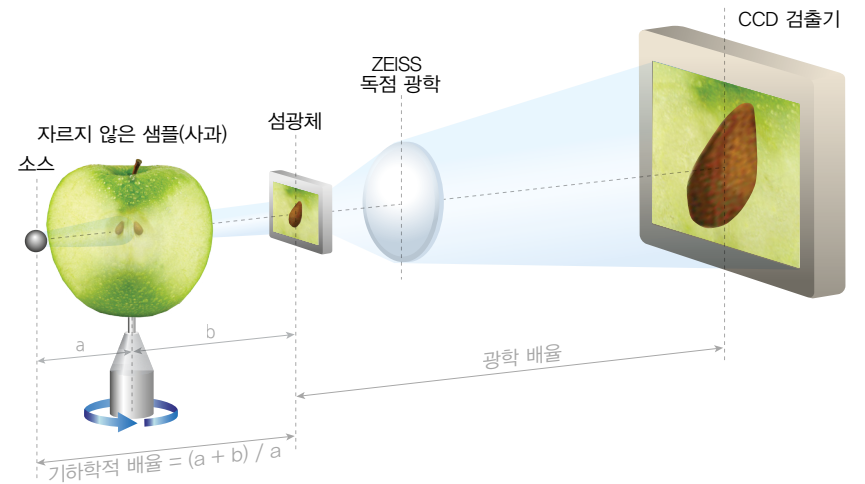 CCD 검출기
ZEISS
독점 광학
섬광체
자르지 않은 샘플(사과)
소스
a
b
광학 배율
기하학적 배율 = (a + b) / a